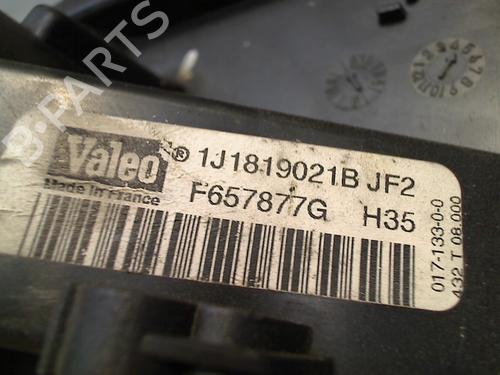 B-PARTS
Valeo ® 1J1819021B JF2
Made in France F657877G H35
017-133-0-0
432 T 08.000